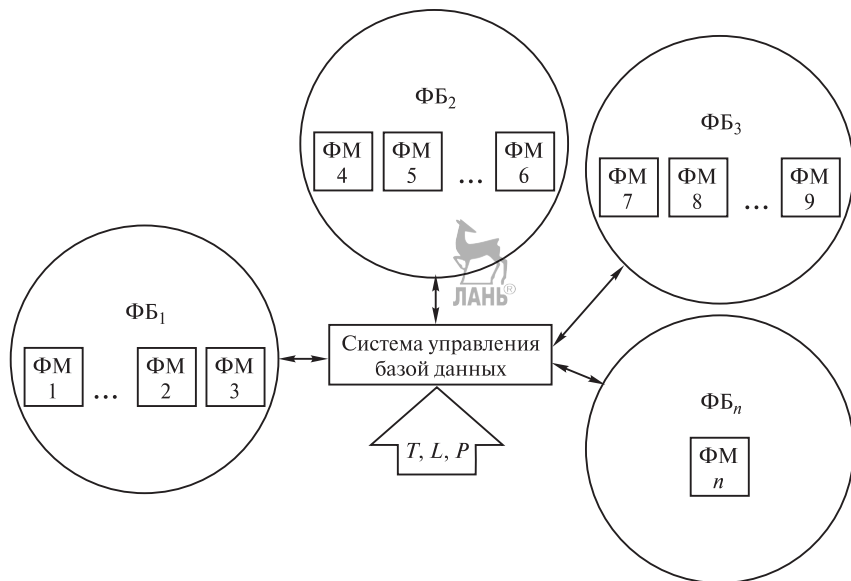 ФБ₂
ФМ ФМ ФМ
4 5 ... 6
ФБ₃
ФМ ФМ ФМ
7 8 ... 9
ЛАНЬ®
ФБ₁
ФМ ФМ ФМ
1 ... 2 3
Система управления
базой данных
T, L, P
ФБₙ
ФМ
n